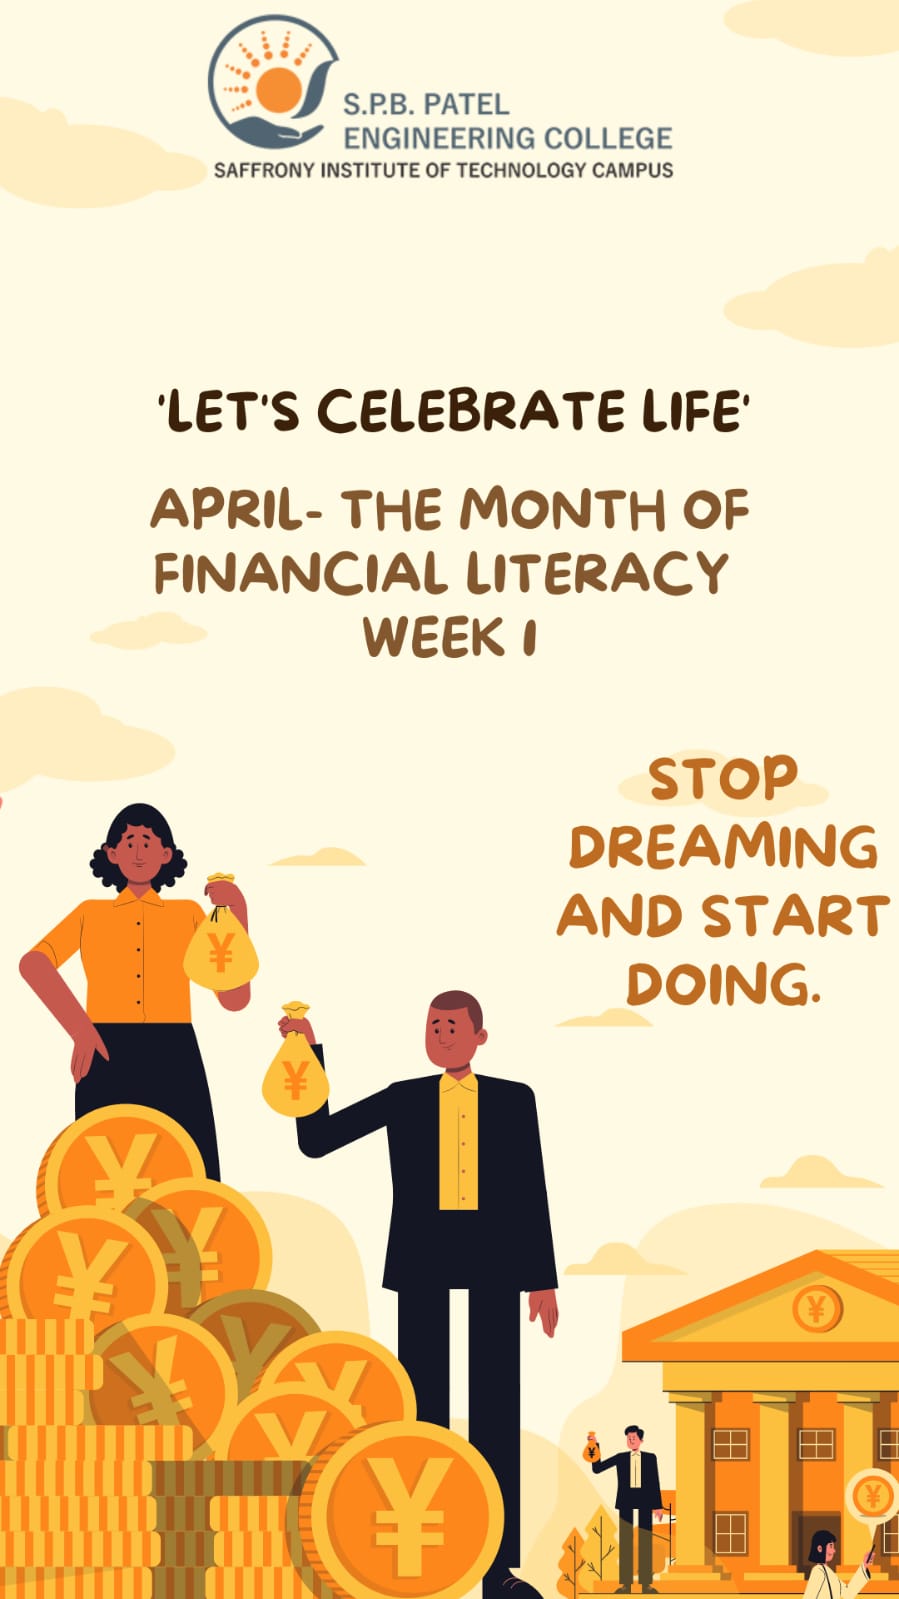 S.P.B. PATEL
ENGINEERING COLLEGE
SAFFRONY INSTITUTE OF TECHNOLOGY CAMPUS
'LET'S CELEBRATE LIFE'
APRIL- THE MONTH OF
FINANCIAL LITERACY
WEEK 1
STOP
DREAMING
AND START
DOING.
¥
¥
¥
¥
¥
¥
¥
¥
¥
¥
¥